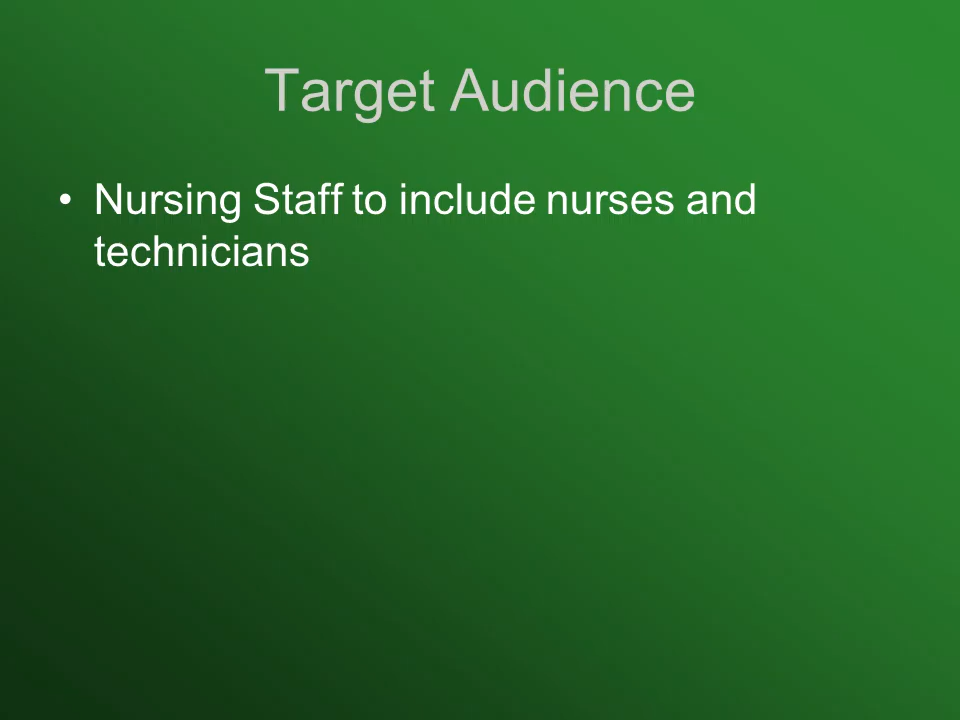 Target Audience
• Nursing Staff to include nurses and
technicians